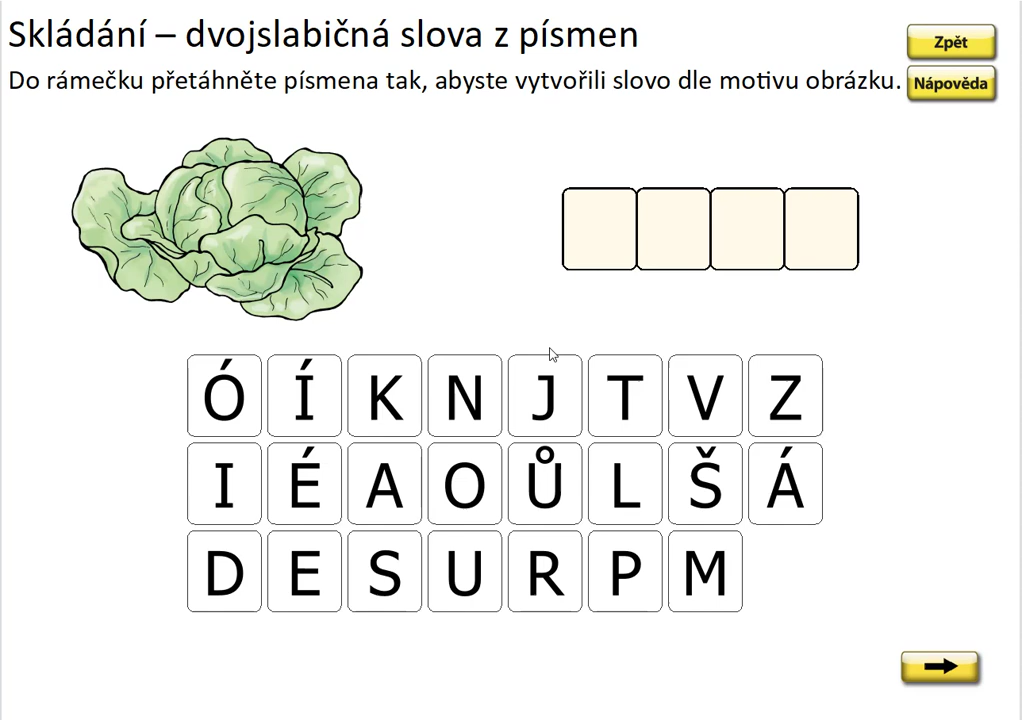 Skládání – dvojslabičná slova z písmen
Zpět
Do rámečku přetáhněte písmena tak, abyste vytvořili slovo dle motivu obrázku.
Nápověda
Ó Í K N J T V Z
I É A O Ů L Š Á
D E S U R P M